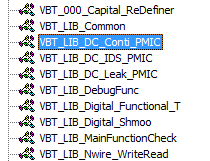 VBT_000_Capital_ReDefiner
VBT_LIB_Common
VBT_LIB_DC_Conti_PMIC
VBT_LIB_DC_IDS_PMIC
VBT_LIB_DC_Leak_PMIC
VBT_LIB_DebugFunc
VBT_LIB_Digital_Functional_T
VBT_LIB_Digital_Shmoo
VBT_LIB_MainFunctionCheck
VBT_LIB_Nwire_WriteRead